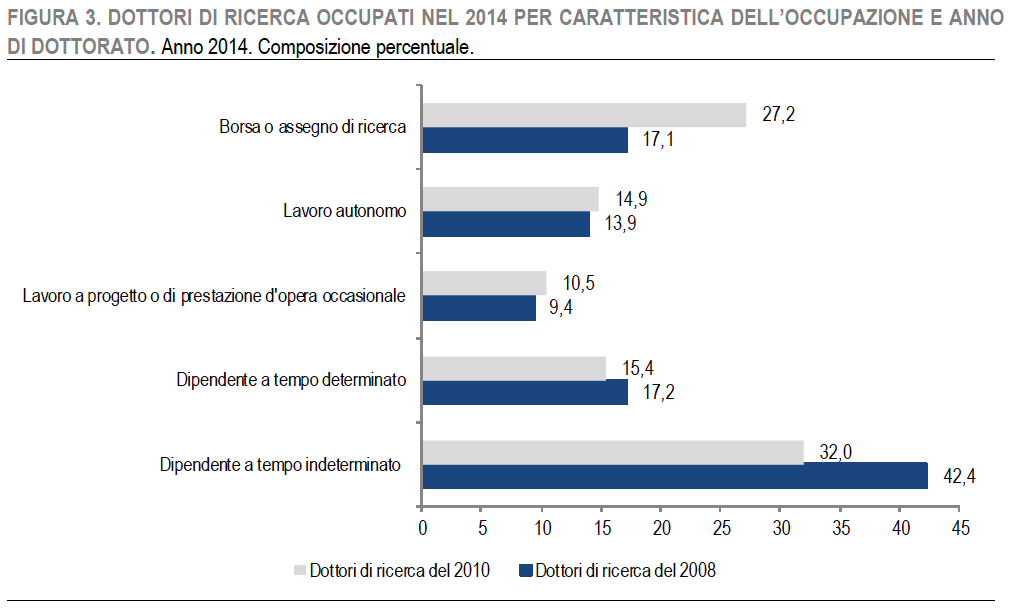 FIGURA 3. DOTTORI DI RICERCA OCCUPATI NEL 2014 PER CARATTERISTICA DELL’OCCUPAZIONE E ANNO
DI DOTTORATO. Anno 2014. Composizione percentuale.
Borsa o assegno di ricerca
27,2
17,1
Lavoro autonomo
14,9
13,9
Lavoro a progetto o di prestazione d'opera occasionale
10,5
9,4
Dipendente a tempo determinato
15,4
17,2
Dipendente a tempo indeterminato
32,0
42,4
0 5 10 15 20 25 30 35 40 45
Dottori di ricerca del 2010 Dottori di ricerca del 2008